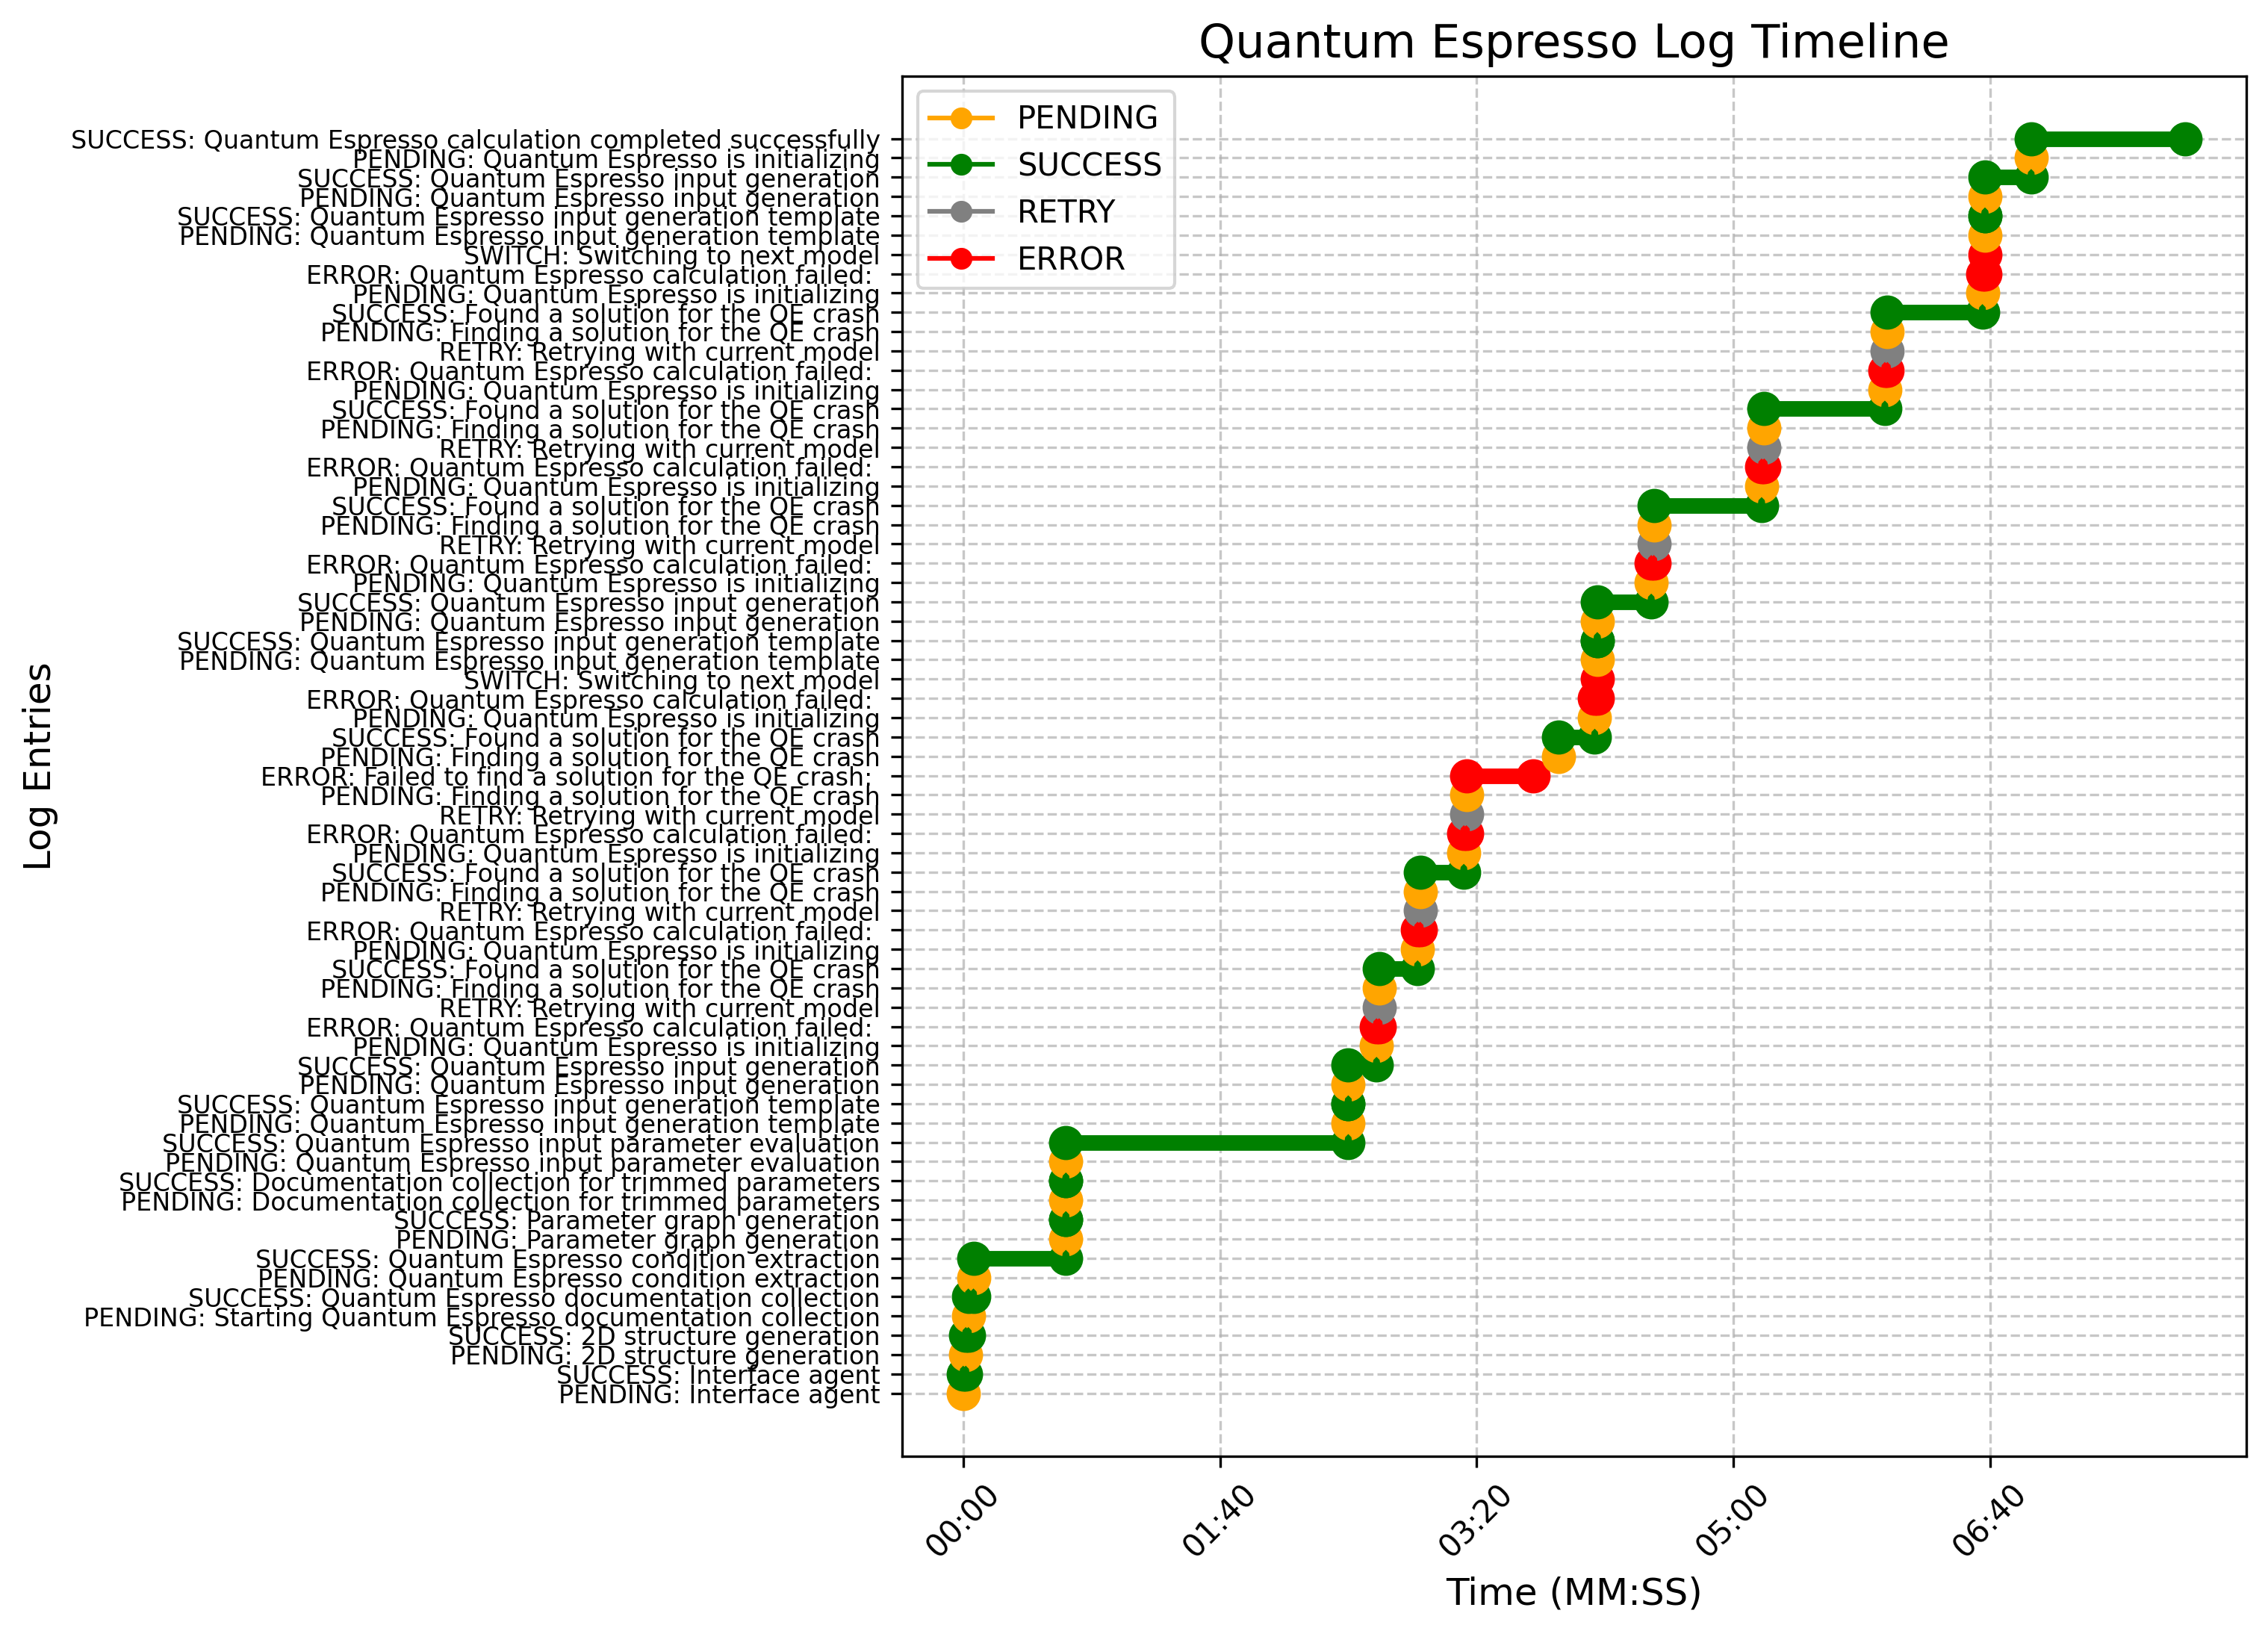 Quantum Espresso Log Timeline
PENDING
SUCCESS
RETRY
ERROR
Log Entries
SUCCESS: Quantum Espresso calculation completed successfully
PENDING: Quantum Espresso is initializing
SUCCESS: Quantum Espresso input generation
PENDING: Quantum Espresso input generation
SUCCESS: Quantum Espresso input generation template
PENDING: Quantum Espresso input generation template
SWITCH: Switching to next model
ERROR: Quantum Espresso calculation failed:
PENDING: Quantum Espresso is initializing
SUCCESS: Found a solution for the QE crash
PENDING: Finding a solution for the QE crash
RETRY: Retrying with current model
ERROR: Quantum Espresso calculation failed:
PENDING: Quantum Espresso is initializing
SUCCESS: Found a solution for the QE crash
PENDING: Finding a solution for the QE crash
RETRY: Retrying with current model
ERROR: Quantum Espresso calculation failed:
PENDING: Quantum Espresso is initializing
SUCCESS: Found a solution for the QE crash
PENDING: Finding a solution for the QE crash
RETRY: Retrying with current model
ERROR: Quantum Espresso calculation failed:
PENDING: Quantum Espresso is initializing
SUCCESS: Quantum Espresso input generation
PENDING: Quantum Espresso input generation
SUCCESS: Quantum Espresso input generation template
PENDING: Quantum Espresso input generation template
SWITCH: Switching to next model
ERROR: Quantum Espresso calculation failed:
PENDING: Quantum Espresso is initializing
SUCCESS: Found a solution for the QE crash
PENDING: Finding a solution for the QE crash
ERROR: Failed to find a solution for the QE crash:
PENDING: Finding a solution for the QE crash
RETRY: Retrying with current model
ERROR: Quantum Espresso calculation failed:
PENDING: Quantum Espresso is initializing
SUCCESS: Found a solution for the QE crash
PENDING: Finding a solution for the QE crash
RETRY: Retrying with current model
ERROR: Quantum Espresso calculation failed:
PENDING: Quantum Espresso is initializing
SUCCESS: Found a solution for the QE crash
PENDING: Finding a solution for the QE crash
RETRY: Retrying with current model
ERROR: Quantum Espresso calculation failed:
PENDING: Quantum Espresso is initializing
SUCCESS: Quantum Espresso input generation
PENDING: Quantum Espresso input generation
SUCCESS: Quantum Espresso input generation template
PENDING: Quantum Espresso input generation template
SUCCESS: Quantum Espresso input parameter evaluation
PENDING: Quantum Espresso input parameter evaluation
SUCCESS: Documentation collection for trimmed parameters
PENDING: Documentation collection for trimmed parameters
SUCCESS: Parameter graph generation
PENDING: Parameter graph generation
SUCCESS: Quantum Espresso condition extraction
PENDING: Quantum Espresso condition extraction
SUCCESS: Quantum Espresso documentation collection
PENDING: Starting Quantum Espresso documentation collection
SUCCESS: 2D structure generation
PENDING: 2D structure generation
SUCCESS: Interface agent
PENDING: Interface agent
00:00
01:40
03:20
05:00
06:40
Time (MM:SS)